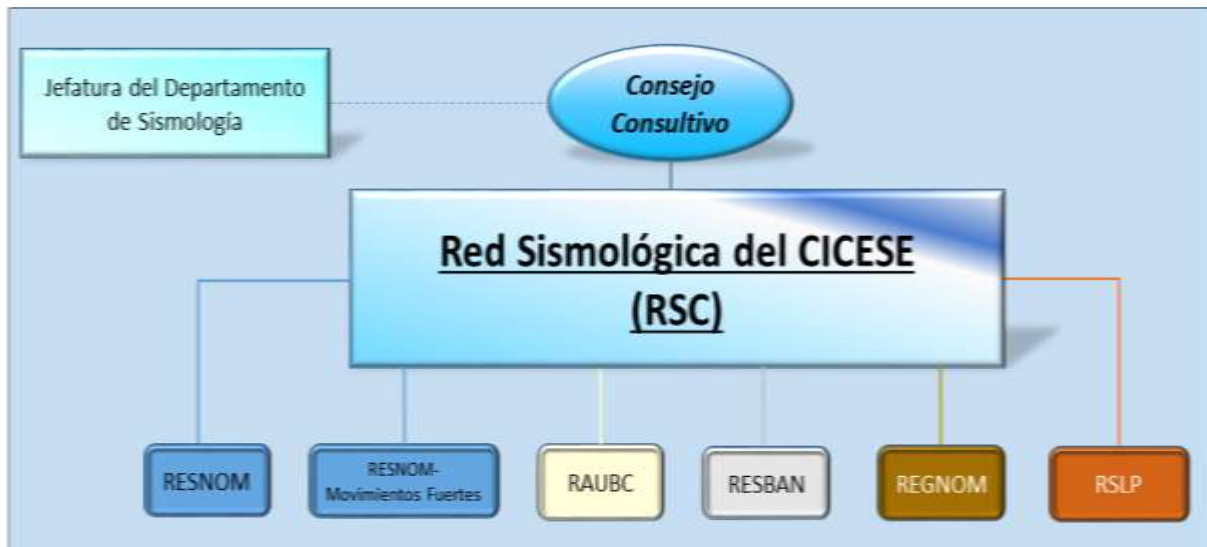 Jefatura del Departamento
de Sismología
Consejo
Consultivo
Red Sismológica del CICESE
(RSC)
RESNOM
RESNOM-
Movimientos Fuertes
RAUBC
RESBAN
REGNOM
RSLP